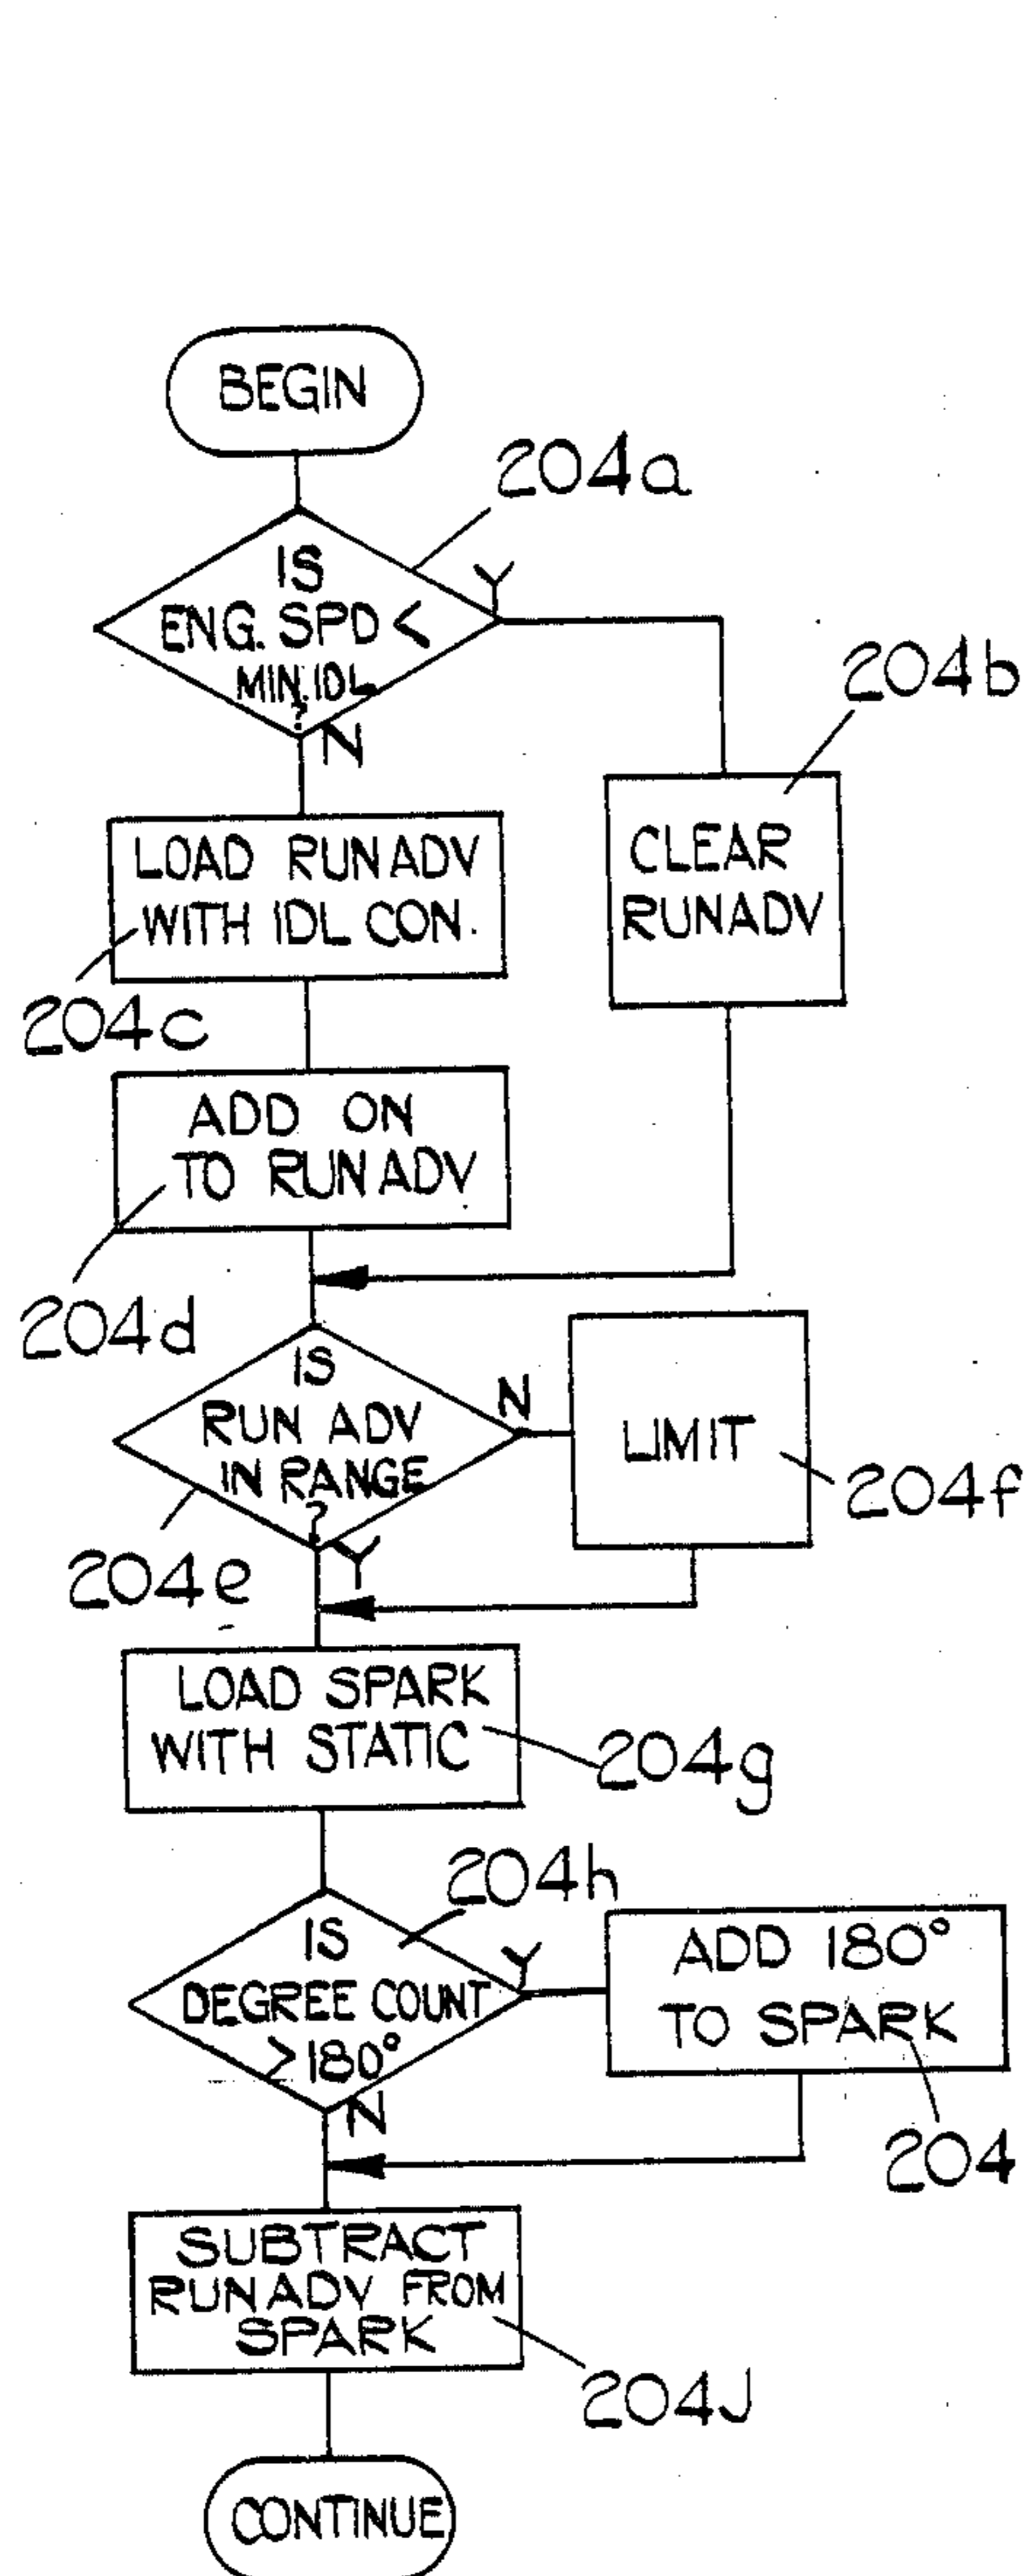 BEGIN
204a
IS
ENG. SPD <
MIN. IDL
?
Y
N
204b
CLEAR
RUNADV
LOAD RUNADV
WITH IDL CON.
204c
ADD ON
TO RUNADV
204d
IS
RUN ADV
IN RANGE
?
N
Y
LIMIT
204f
204e
LOAD SPARK
WITH STATIC
204g
204h
IS
DEGREE COUNT
>180°
Y
N
ADD 180°
TO SPARK
204
SUBTRACT
RUNADV FROM
SPARK
204J
CONTINUE